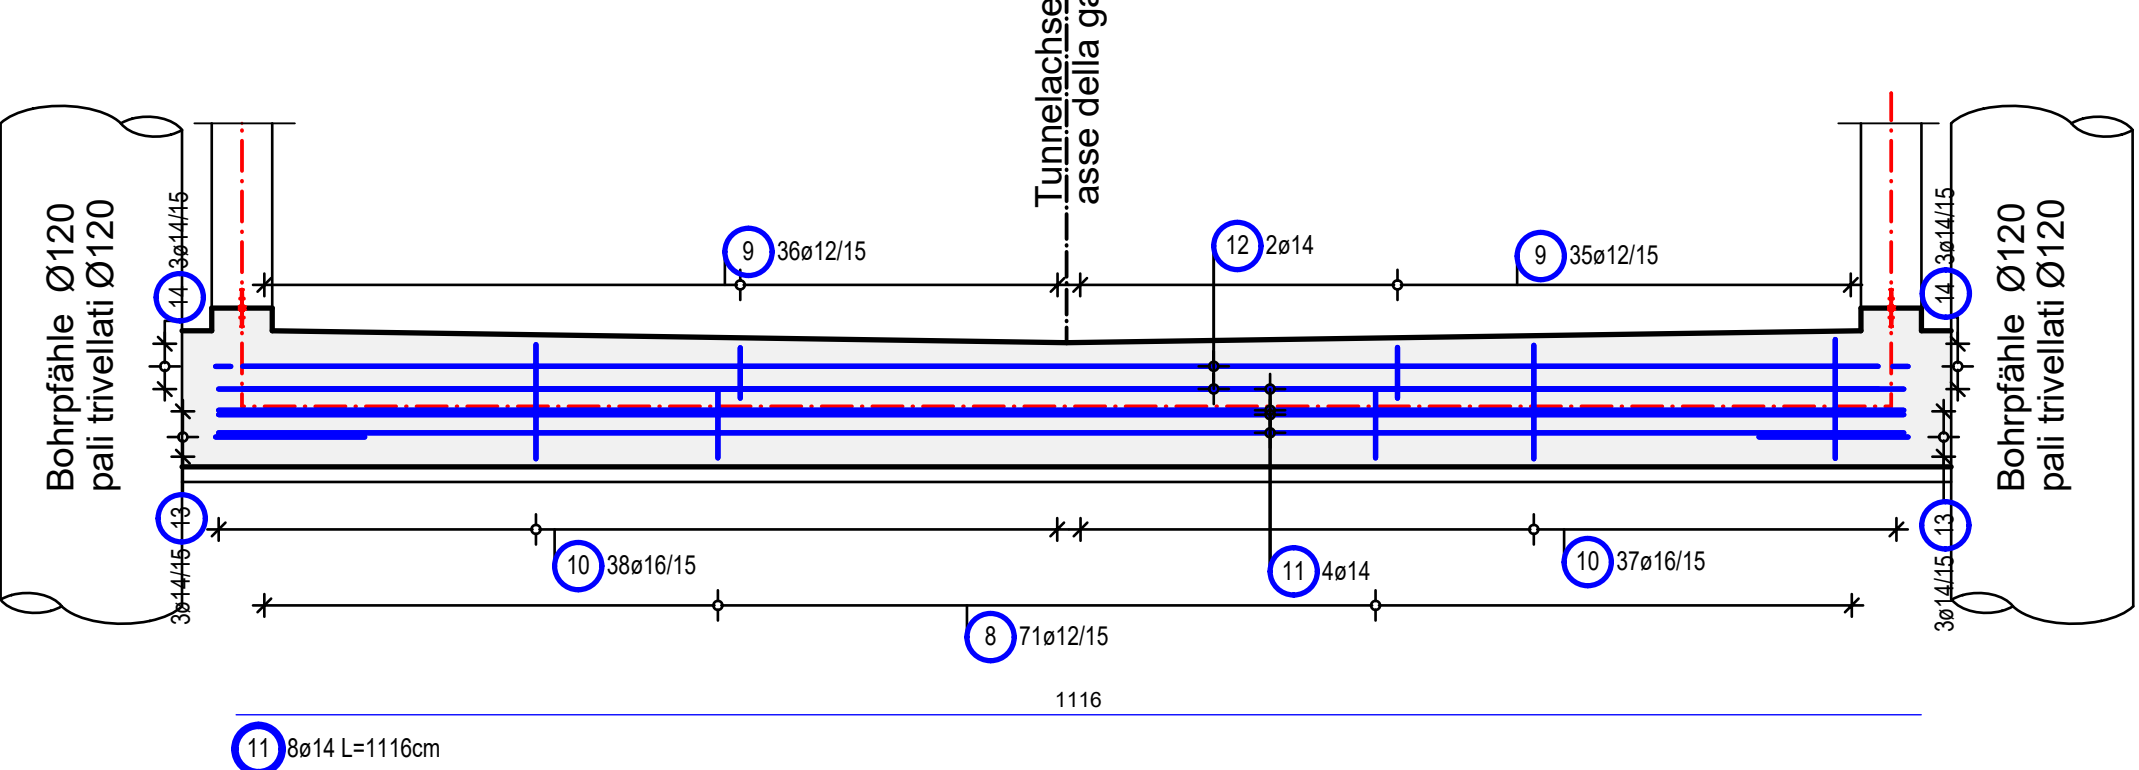 Tunnelachse
asse della ga
Bohrpfähle Ø120
pali trivellati Ø120
14 3ø14/15
9 36ø12/15
12 2ø14
9 35ø12/15
14 3ø14/15
Bohrpfähle Ø120
pali trivellati Ø120
13 3ø14/15
10 38ø16/15
11 4ø14
10 37ø16/15
13 3ø14/15
8 71ø12/15
1116
11 8ø14 L=1116cm